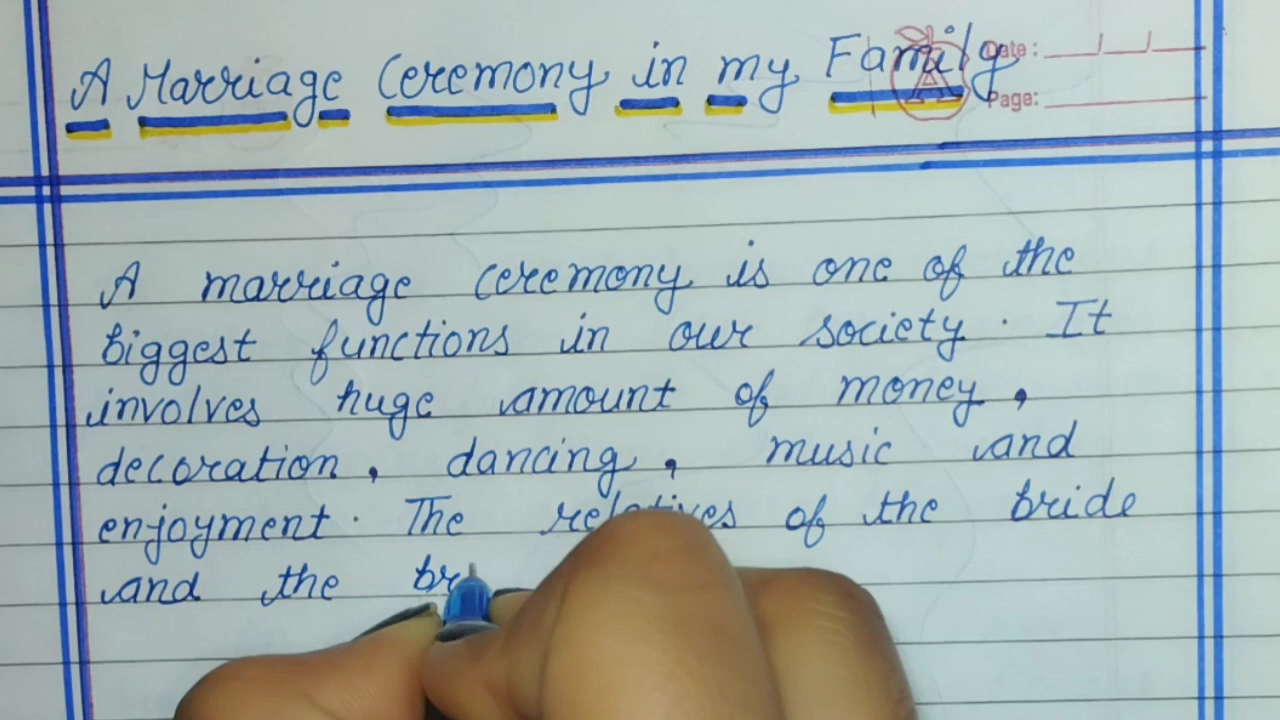 A Marriage Ceremony in my Family
Date :
Page:
A marriage ceremony is one of the
biggest functions in our society. It
involves huge amount of money,
decoration, dancing, music and
enjoyment. The relatives of the bride
and the br